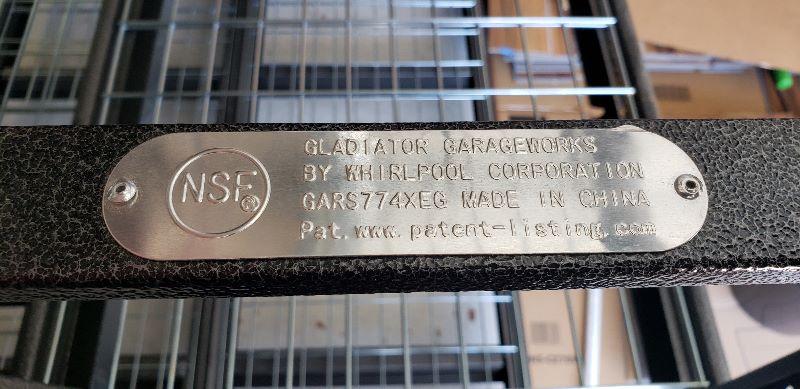 NSF®
GLADIATOR GARAGEWORKS
BY WHIRLPOOL CORPORATION
GARS774XEG MADE IN CHINA
Pat. www. patent-listing. com